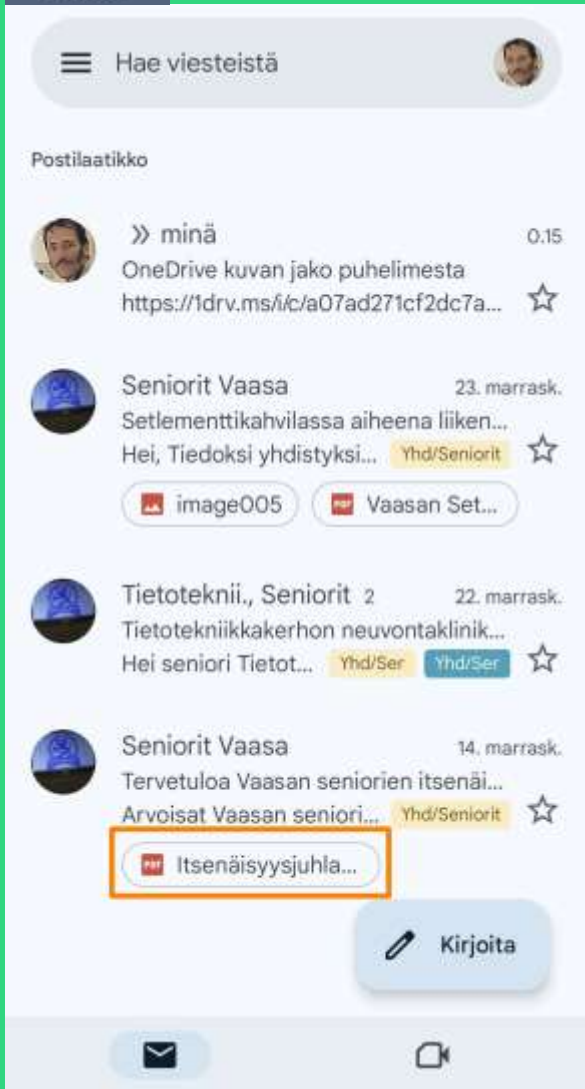 Hae viesteistä
Postilaatikko
» minä 0.15
OneDrive kuvan jako puhelimesta
https://1drv.ms/i/c/a07ad271cf2dc7a...
Seniorit Vaasa 23. marrask.
Setlementtikahvilassa aiheena liiken...
Hei, Tiedoksi yhdistyksi... Yhd/Seniorit
image005 PDF Vaasan Set...
Tietoteknii., Seniorit 2 22. marrask.
Tietotekniikkakerhon neuvontaklinik...
Hei seniori Tietot... Yhd/Ser Yhd/Ser
Seniorit Vaasa 14. marrask.
Tervetuloa Vaasan seniorien itsenäi...
Arvoisat Vaasan seniori... Yhd/Seniorit
PDF Itsenäisyysjuhla...
Kirjoita